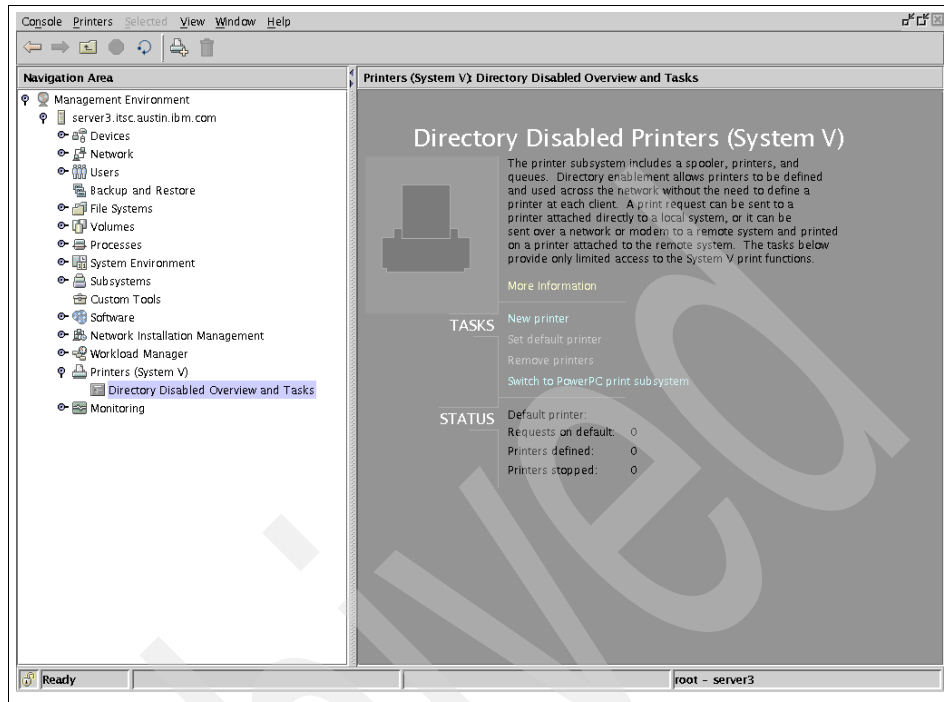 Console Printers Selected View Window Help
Navigation Area
Printers (System V): Directory Disabled Overview and Tasks
Management Environment
server3.itsc.austin.ibm.com
Devices
Network
Users
Backup and Restore
File Systems
Volumes
Processes
System Environment
Subsystems
Custom Tools
Software
Network Installation Management
Workload Manager
Printers (System V)
Directory Disabled Overview and Tasks
Monitoring
Directory Disabled Printers (System V)
The printer subsystem includes a spooler, printers, and
queues. Directory enablement allows printers to be defined
and used across the network without the need to define a
printer at each client. A print request can be sent to a
printer attached directly to a local system, or it can be
sent over a network or modem to a remote system and printed
on a printer attached to the remote system. The tasks below
provide only limited access to the System V print functions.
More Information
TASKS
New printer
Set default printer
Remove printers
Switch to PowerPC print subsystem
STATUS
Default printer:
Requests on default: 0
Printers defined: 0
Printers stopped: 0
Ready
root - server3